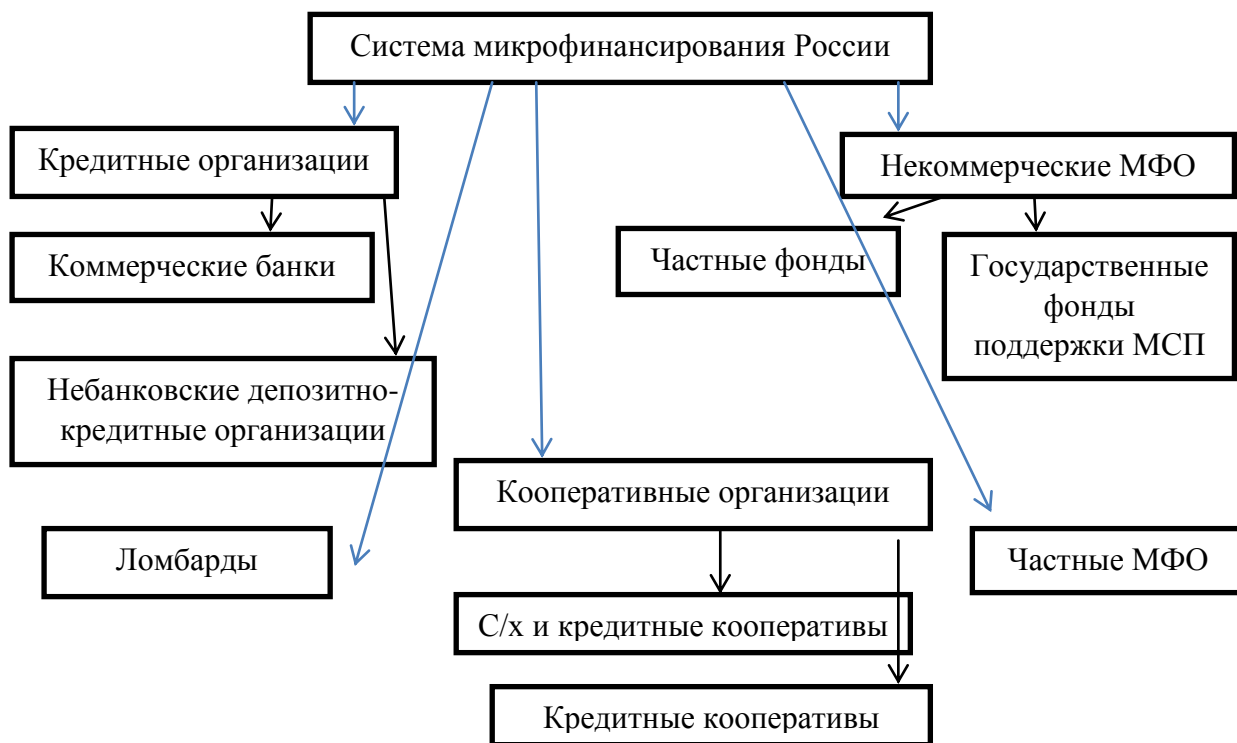 Система микрофинансирования России
Кредитные организации
Некоммерческие МФО
Коммерческие банки
Частные фонды
Государственные
фонды
поддержки МСП
Небанковские депозитно-
кредитные организации
Кооперативные организации
Ломбарды
Частные МФО
С/х и кредитные кооперативы
Кредитные кооперативы